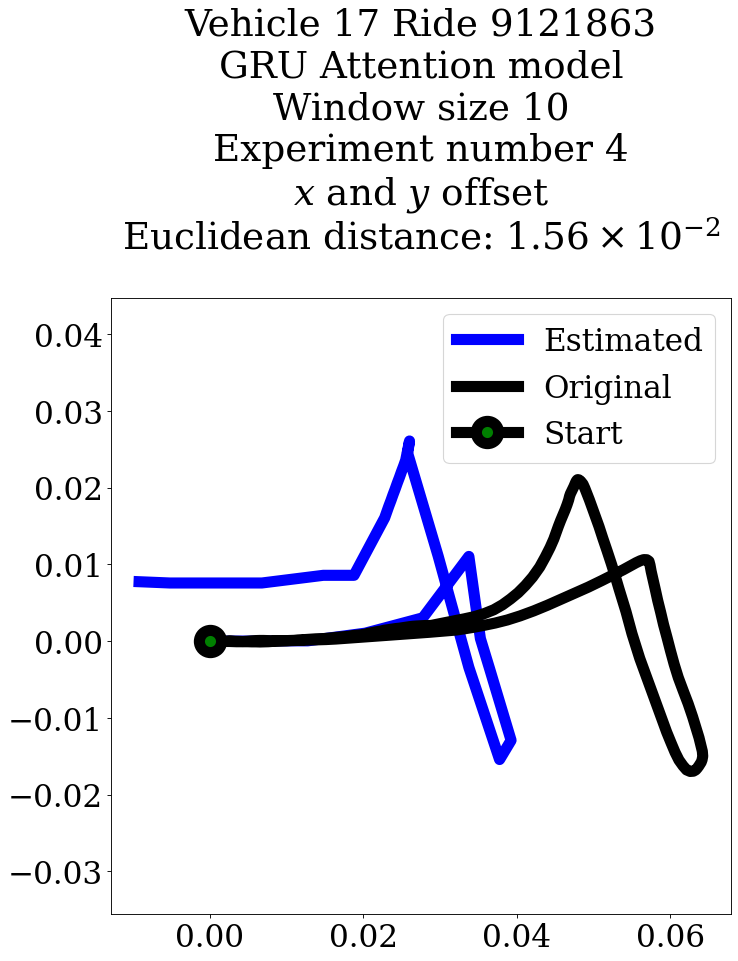 Vehicle 17 Ride 9121863
GRU Attention model
Window size 10
Experiment number 4
x and y offset
Euclidean distance: 1.56 × 10⁻²
Estimated
Original
Start
0.04
0.03
0.02
0.01
0.00
−0.01
−0.02
−0.03
0.00 0.02 0.04 0.06